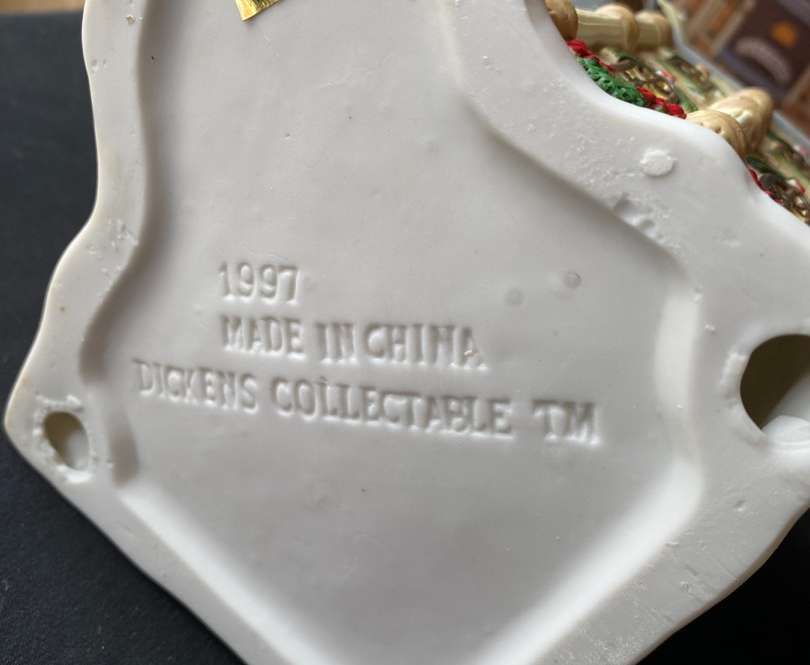 1997
MADE IN CHINA
DICKENS COLLECTABLE TM